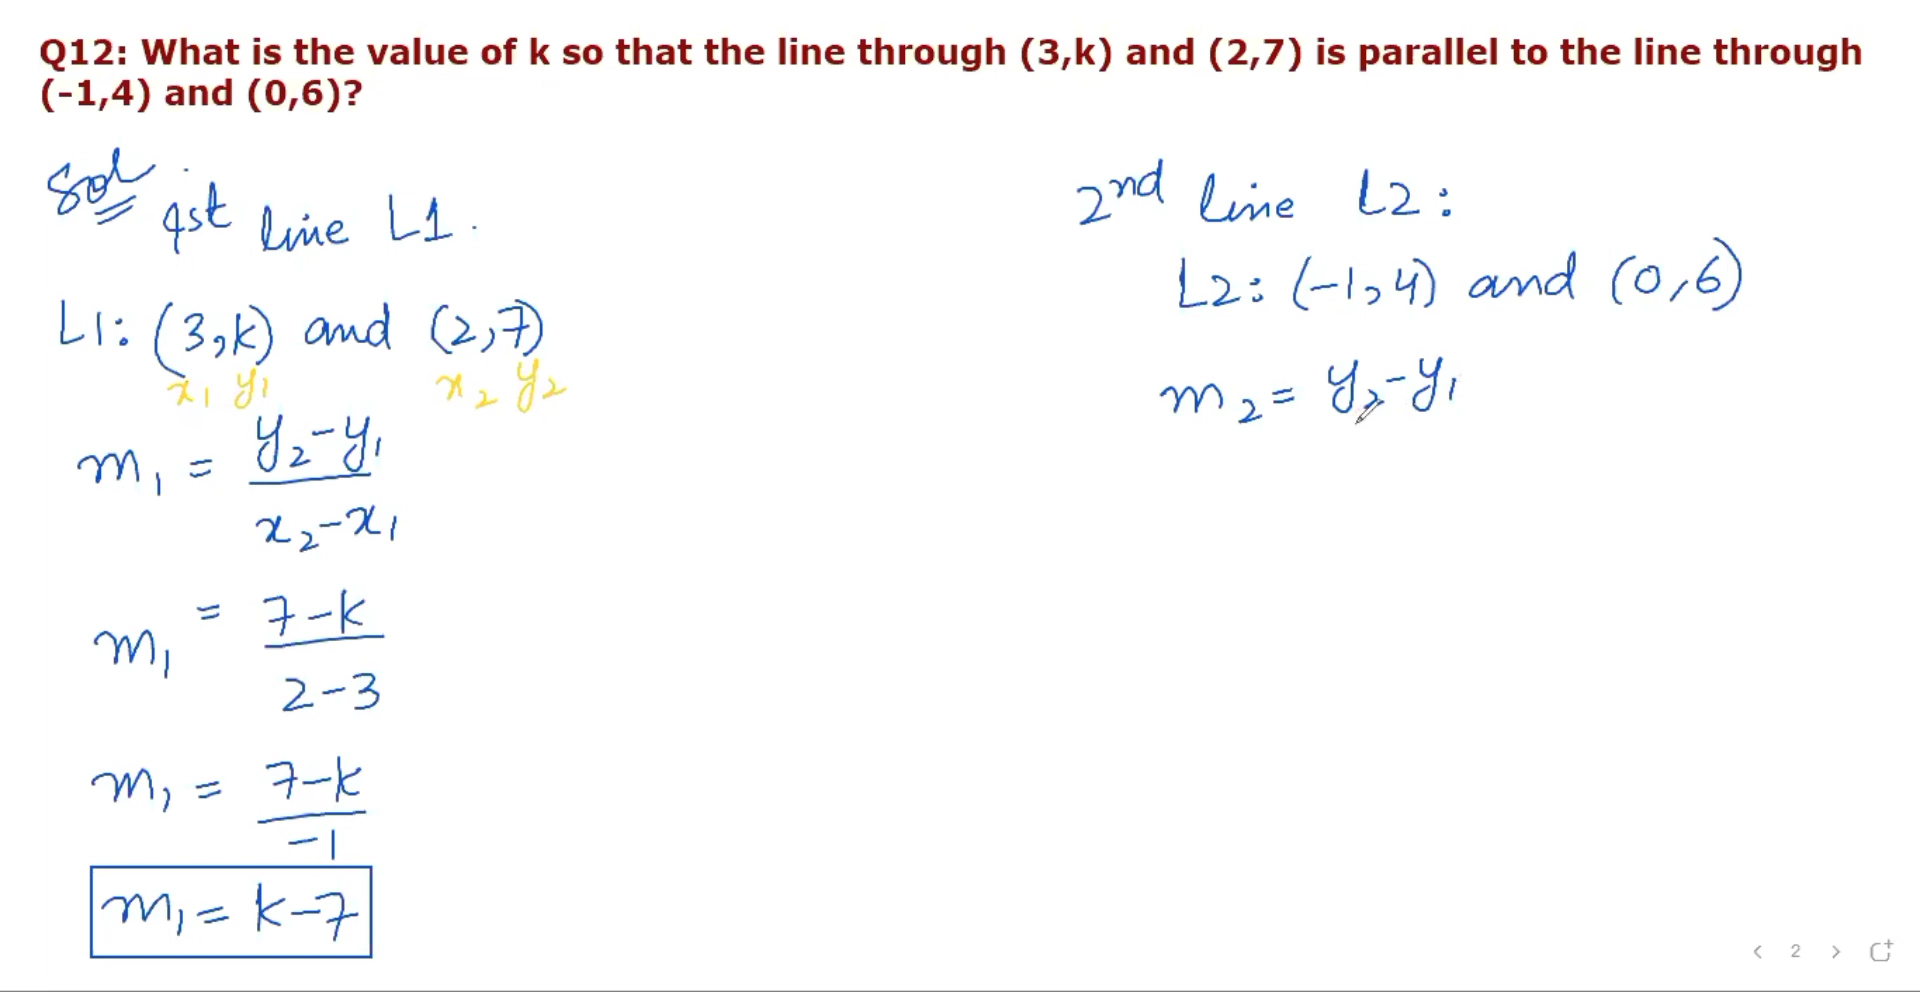 Q12: What is the value of k so that the line through (3,k) and (2,7) is parallel to the line through
(-1,4) and (0,6)?
Sol
1st line L1.
L1: (3,k) and (2,7)
x1 y1 x2 y2
m1 = y2-y1
x2-x1
m1 = 7-k
2-3
m1 = 7-k
-1
m1 = k-7
2nd line L2:
L2: (-1,4) and (0,6)
m2 = y2-y1
< 2 >